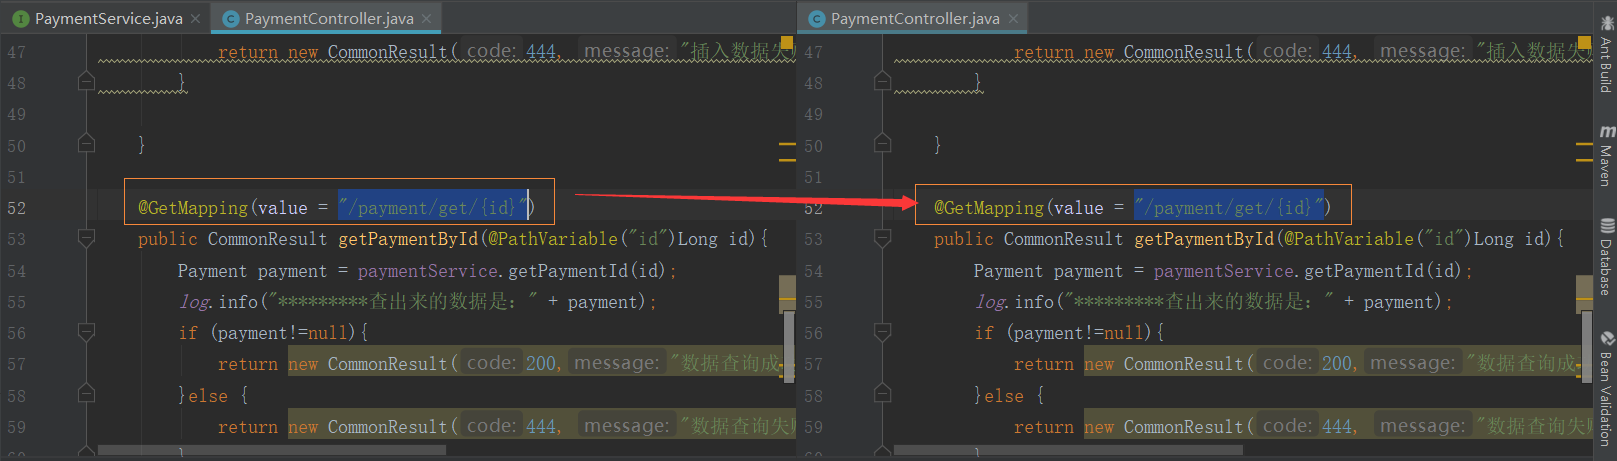 PaymentService.java
PaymentController.java
47 return new CommonResult( code: 444, message: "插入数据失
48 }
49
50 }
51
52 @GetMapping(value = "/payment/get/{id}")
53 public CommonResult getPaymentById(@PathVariable("id")Long id){
54 Payment payment = paymentService.getPaymentId(id);
55 log.info("*********查出来的数据是：" + payment);
56 if (payment!=null){
57 return new CommonResult( code: 200, message: "数据查询成
58 }else {
59 return new CommonResult( code: 444, message: "数据查询失
PaymentController.java
47 return new CommonResult( code: 444, message: "插入数据失
48 }
49
50 }
51
52 @GetMapping(value = "/payment/get/{id}")
53 public CommonResult getPaymentById(@PathVariable("id")Long id){
54 Payment payment = paymentService.getPaymentId(id);
55 log.info("*********查出来的数据是：" + payment);
56 if (payment!=null){
57 return new CommonResult( code: 200, message: "数据查询成
58 }else {
59 return new CommonResult( code: 444, message: "数据查询失
Ant Build
Maven
Database
Bean Validation